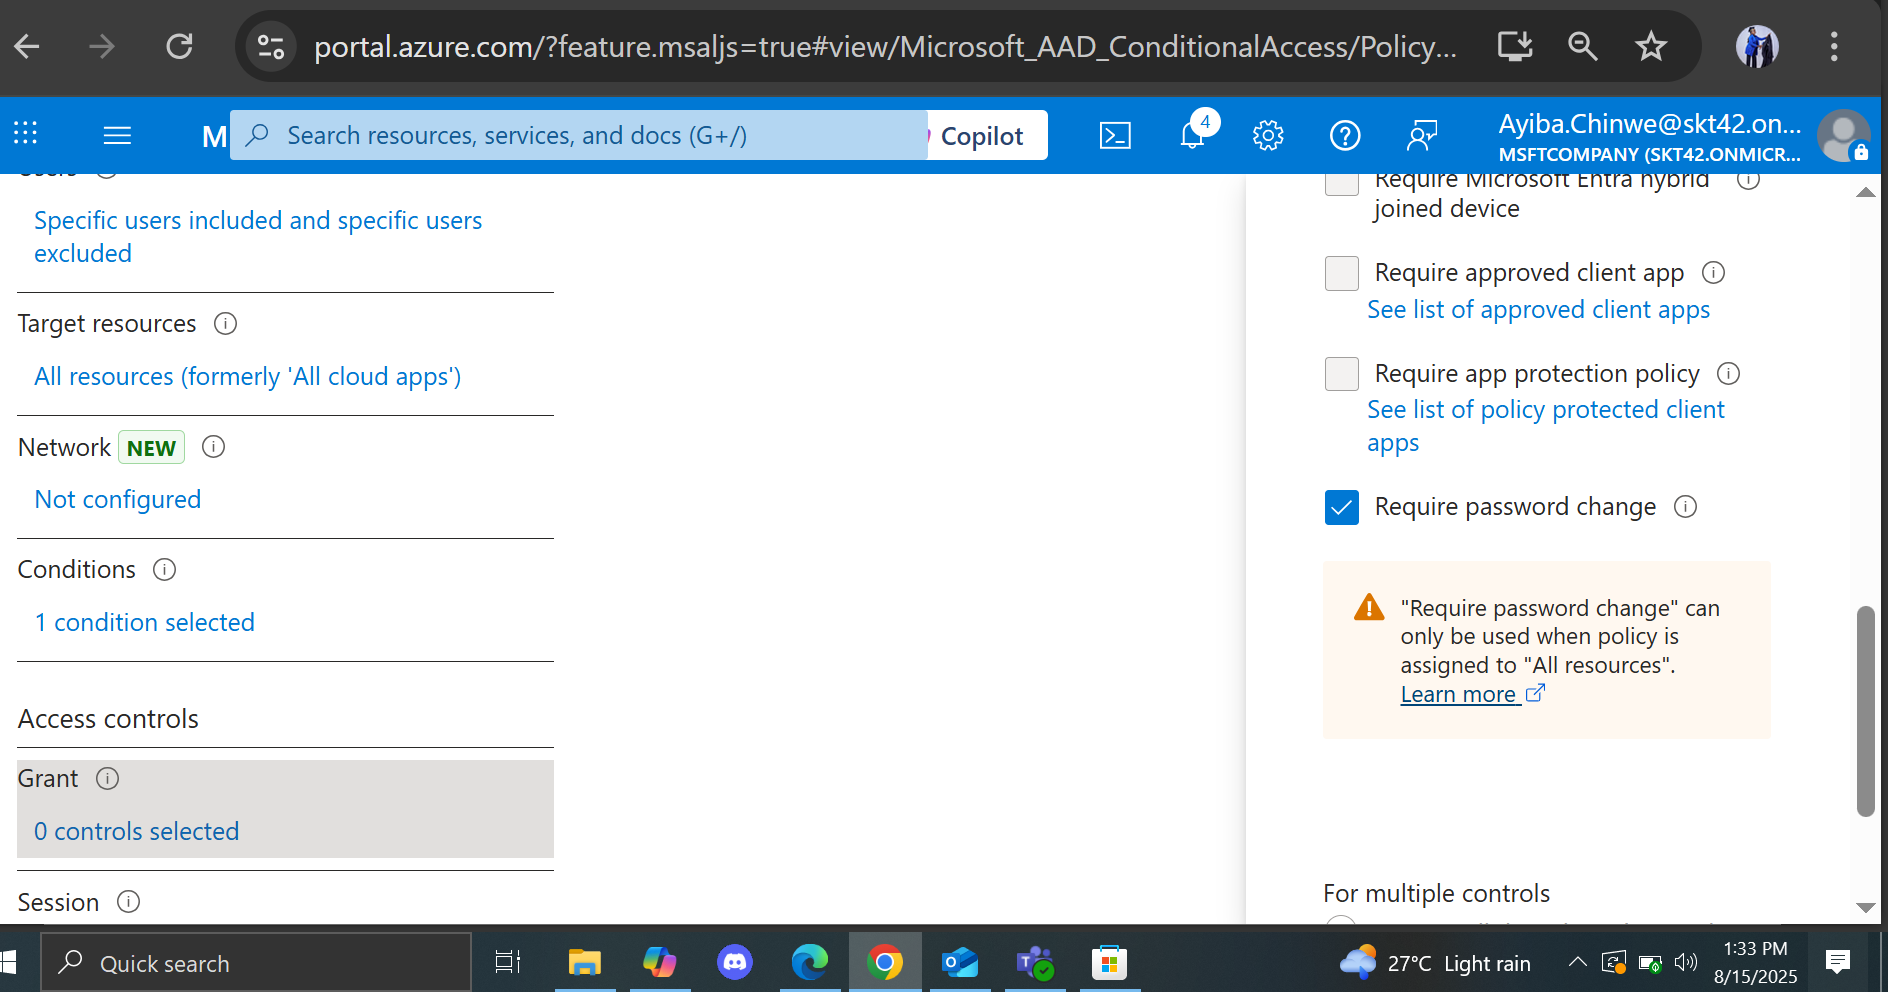 portal.azure.com/?feature.msaljs=true#view/Microsoft_AAD_ConditionalAccess/Policy...
M
Search resources, services, and docs (G+/)
Copilot
4
Ayiba.Chinwe@skt42.on...
MSFTCOMPANY (SKT42.ONMICR...
Users
Specific users included and specific users
excluded
Target resources
All resources (formerly 'All cloud apps')
Network NEW
Not configured
Conditions
1 condition selected
Access controls
Grant
0 controls selected
Session
Require Microsoft Entra hybrid
joined device
Require approved client app
See list of approved client apps
Require app protection policy
See list of policy protected client
apps
Require password change
"Require password change" can
only be used when policy is
assigned to "All resources".
Learn more
For multiple controls
Quick search
27°C Light rain
1:33 PM
8/15/2025